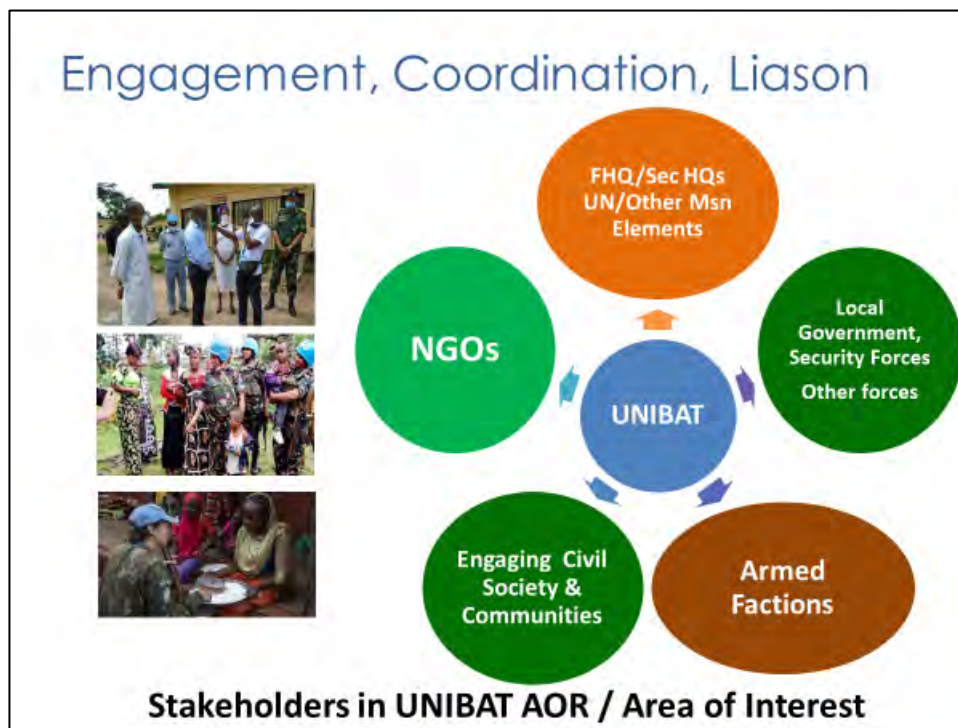 Engagement, Coordination, Liason
FHQ/Sec HQs
UN/Other Msn
Elements
NGOs
Local
Government,
Security Forces
Other forces
UNIBAT
Engaging Civil
Society &
Communities
Armed
Factions
Stakeholders in UNIBAT AOR / Area of Interest